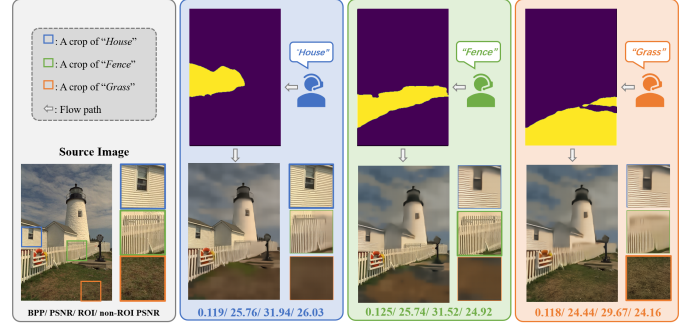 : A crop of "House"
: A crop of "Fence"
: A crop of "Grass"
: Flow path
Source Image
BPP/ PSNR/ ROI/ non-ROI PSNR
"House"
0.119/ 25.76/ 31.94/ 26.03
"Fence"
0.125/ 25.74/ 31.52/ 24.92
"Grass"
0.118/ 24.44/ 29.67/ 24.16